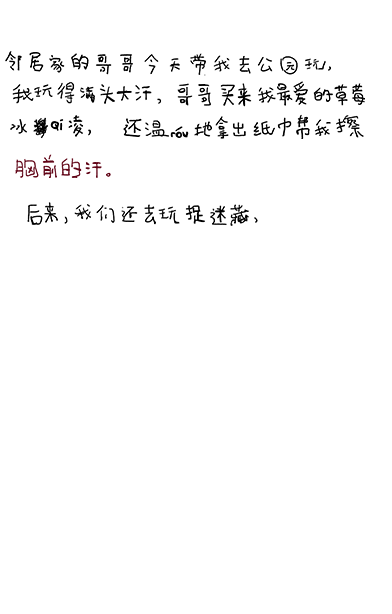 邻居家的哥哥今天带我去公园玩,
我玩得满头大汗,哥哥买来我最爱的草莓
冰qi凌, 还温róu地拿出纸巾帮我擦
胸前的汗。
后来,我们还去玩捉迷藏,